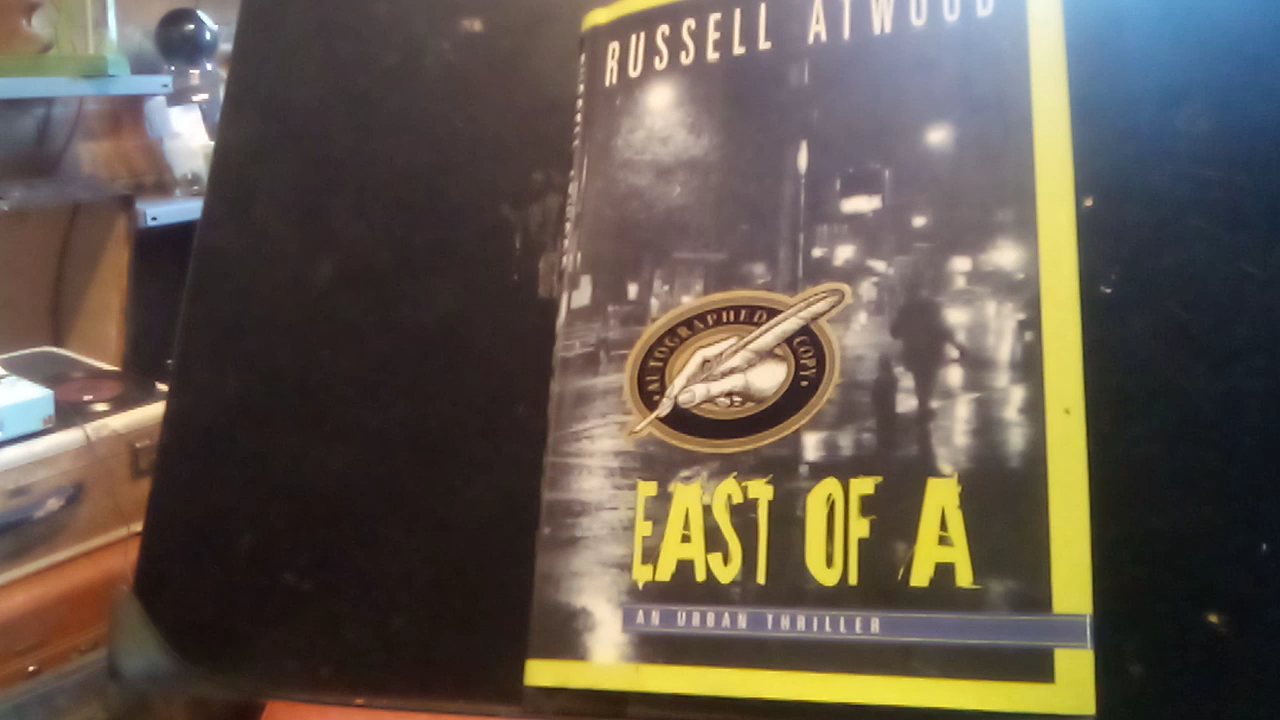 RUSSELL ATWOOD
AUTOGRAPHED COPY
EAST OF A
AN URBAN THRILLER